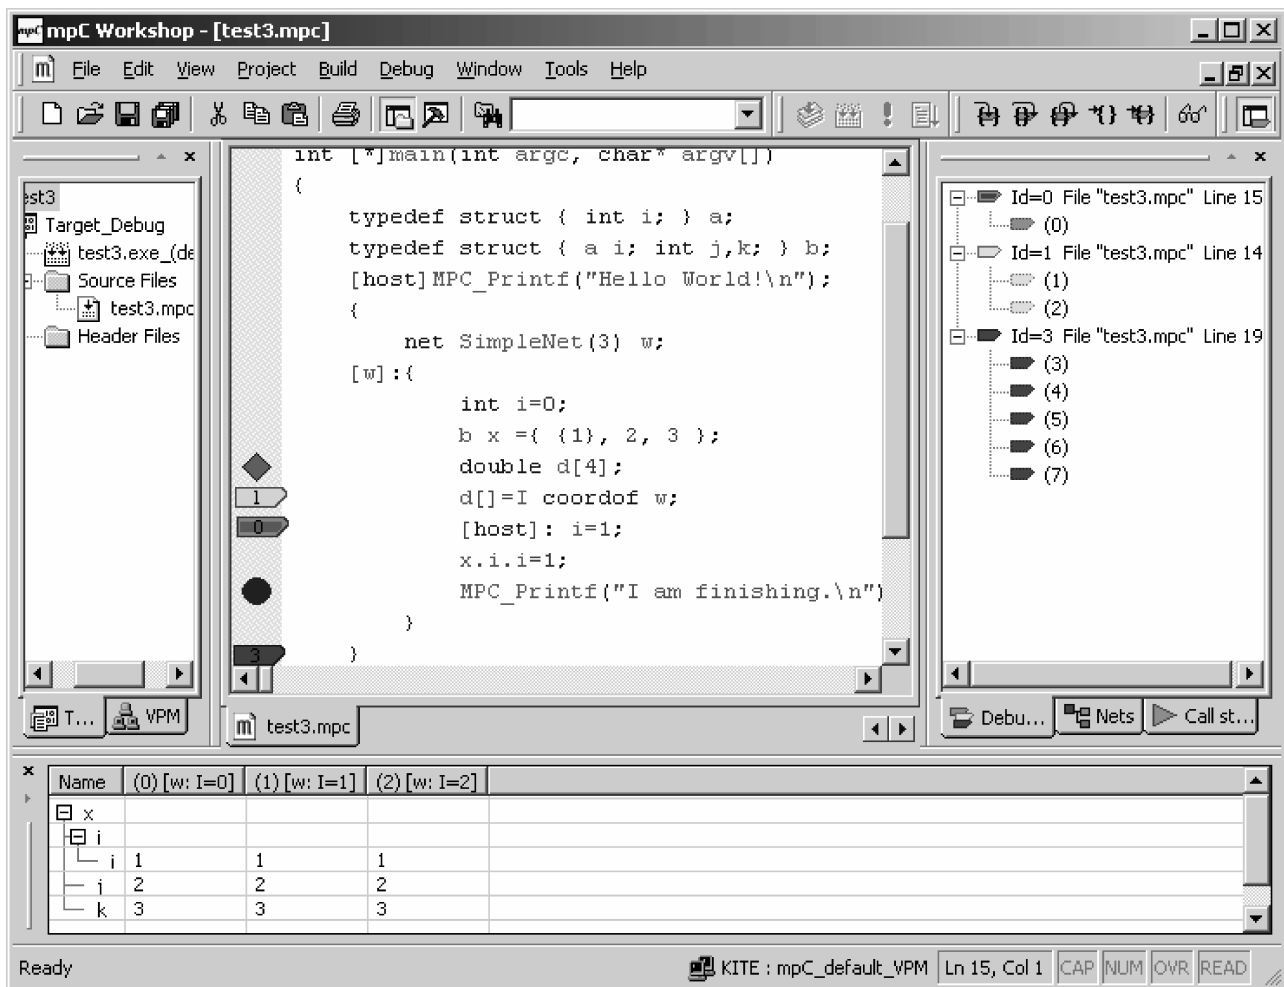 mpC mpC Workshop - [test3.mpc]
m File Edit View Project Build Debug Window Tools Help
est3
Target_Debug
test3.exe_(de
Source Files
test3.mpc
Header Files
T... VPM
int [*]main(int argc, char* argv[])
{
typedef struct { int i; } a;
typedef struct { a i; int j,k; } b;
[host]MPC_Printf("Hello World!\n");
{
net SimpleNet(3) w;
[w]:{
int i=0;
b x ={ {1}, 2, 3 };
double d[4];
1 d[]=I coordof w;
0 [host]: i=1;
x.i.i=1;
MPC_Printf("I am finishing.\n")
}
3 }
m test3.mpc
Id=0 File "test3.mpc" Line 15
(0)
Id=1 File "test3.mpc" Line 14
(1)
(2)
Id=3 File "test3.mpc" Line 19
(3)
(4)
(5)
(6)
(7)
Debu... Nets Call st...
Name (0) [w: I=0] (1) [w: I=1] (2) [w: I=2]
x
i
i 1 1 1
j 2 2 2
k 3 3 3
Ready KITE : mpC_default_VPM Ln 15, Col 1 CAP NUM OVR READ